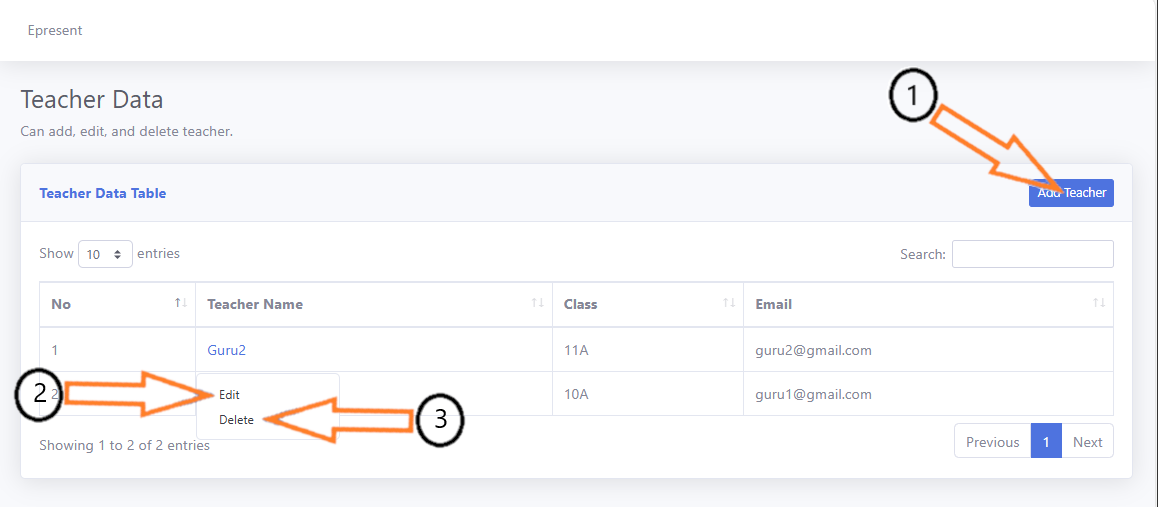 Epresent
Teacher Data
Can add, edit, and delete teacher.
1
Teacher Data Table
Add Teacher
Show 10 entries
Search:
No Teacher Name Class Email
1 Guru2 11A guru2@gmail.com
2 Edit 10A guru1@gmail.com
Delete 3
Showing 1 to 2 of 2 entries
Previous 1 Next